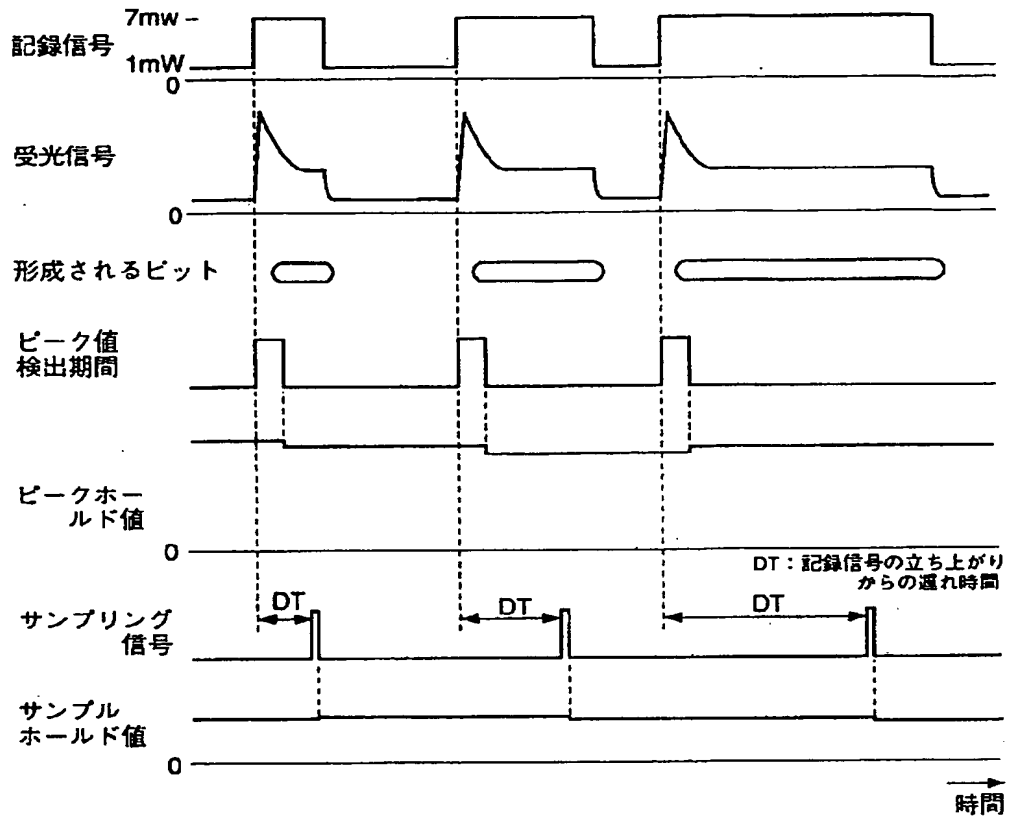 7mw
記録信号
1mW
0
受光信号
0
形成されるピット
ピーク値
検出期間
ピークホー
ルド値
0
DT:記録信号の立ち上がり
からの遅れ時間
サンプリング
信号
DT
DT
DT
サンプル
ホールド値
0
時間